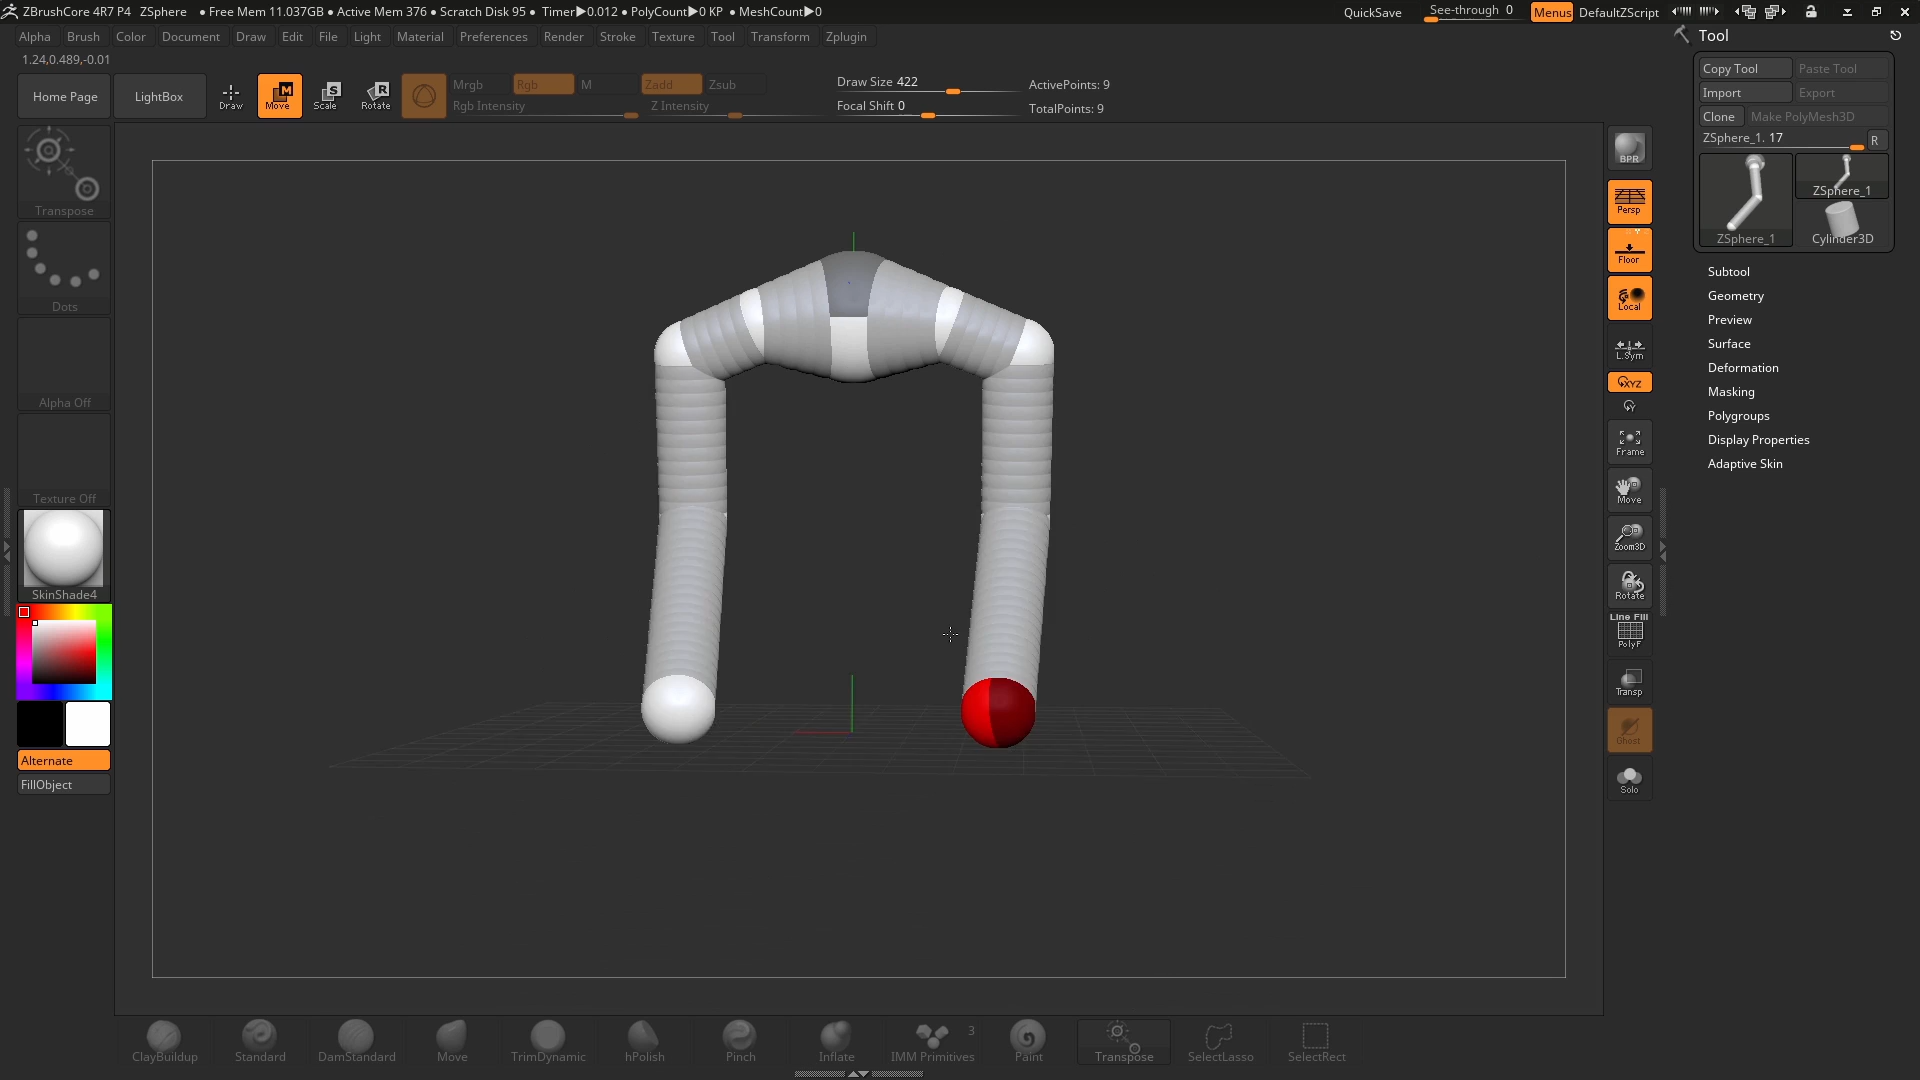 ZBrushCore 4R7 P4 ZSphere ● Free Mem 11.037GB ● Active Mem 376 ● Scratch Disk 95 ● Timer▶0.012 ● PolyCount▶0 KP ● MeshCount▶0 QuickSave See-through 0 Menus DefaultZScript
Alpha Brush Color Document Draw Edit File Light Material Preferences Render Stroke Texture Tool Transform Zplugin
1.24,0.489,-0.01
Home Page LightBox Draw Move Scale Rotate
Mrgb Rgb M Zadd Zsub
Rgb Intensity Z Intensity
Draw Size 422 ActivePoints: 9
Focal Shift 0 TotalPoints: 9
Transpose
Dots
Alpha Off
Texture Off
SkinShade4
Alternate
FillObject
BPR
Persp
Floor
Local
L.Sym
XYZ
Y
Frame
Move
Zoom3D
Rotate
Line Fill
PolyF
Transp
Ghost
Solo
Tool
Copy Tool Paste Tool
Import Export
Clone Make PolyMesh3D
ZSphere_1. 17 R
ZSphere_1
ZSphere_1 Cylinder3D
Subtool
Geometry
Preview
Surface
Deformation
Masking
Polygroups
Display Properties
Adaptive Skin
3
ClayBuildup Standard DamStandard Move TrimDynamic hPolish Pinch Inflate IMM Primitives Paint Transpose SelectLasso SelectRect